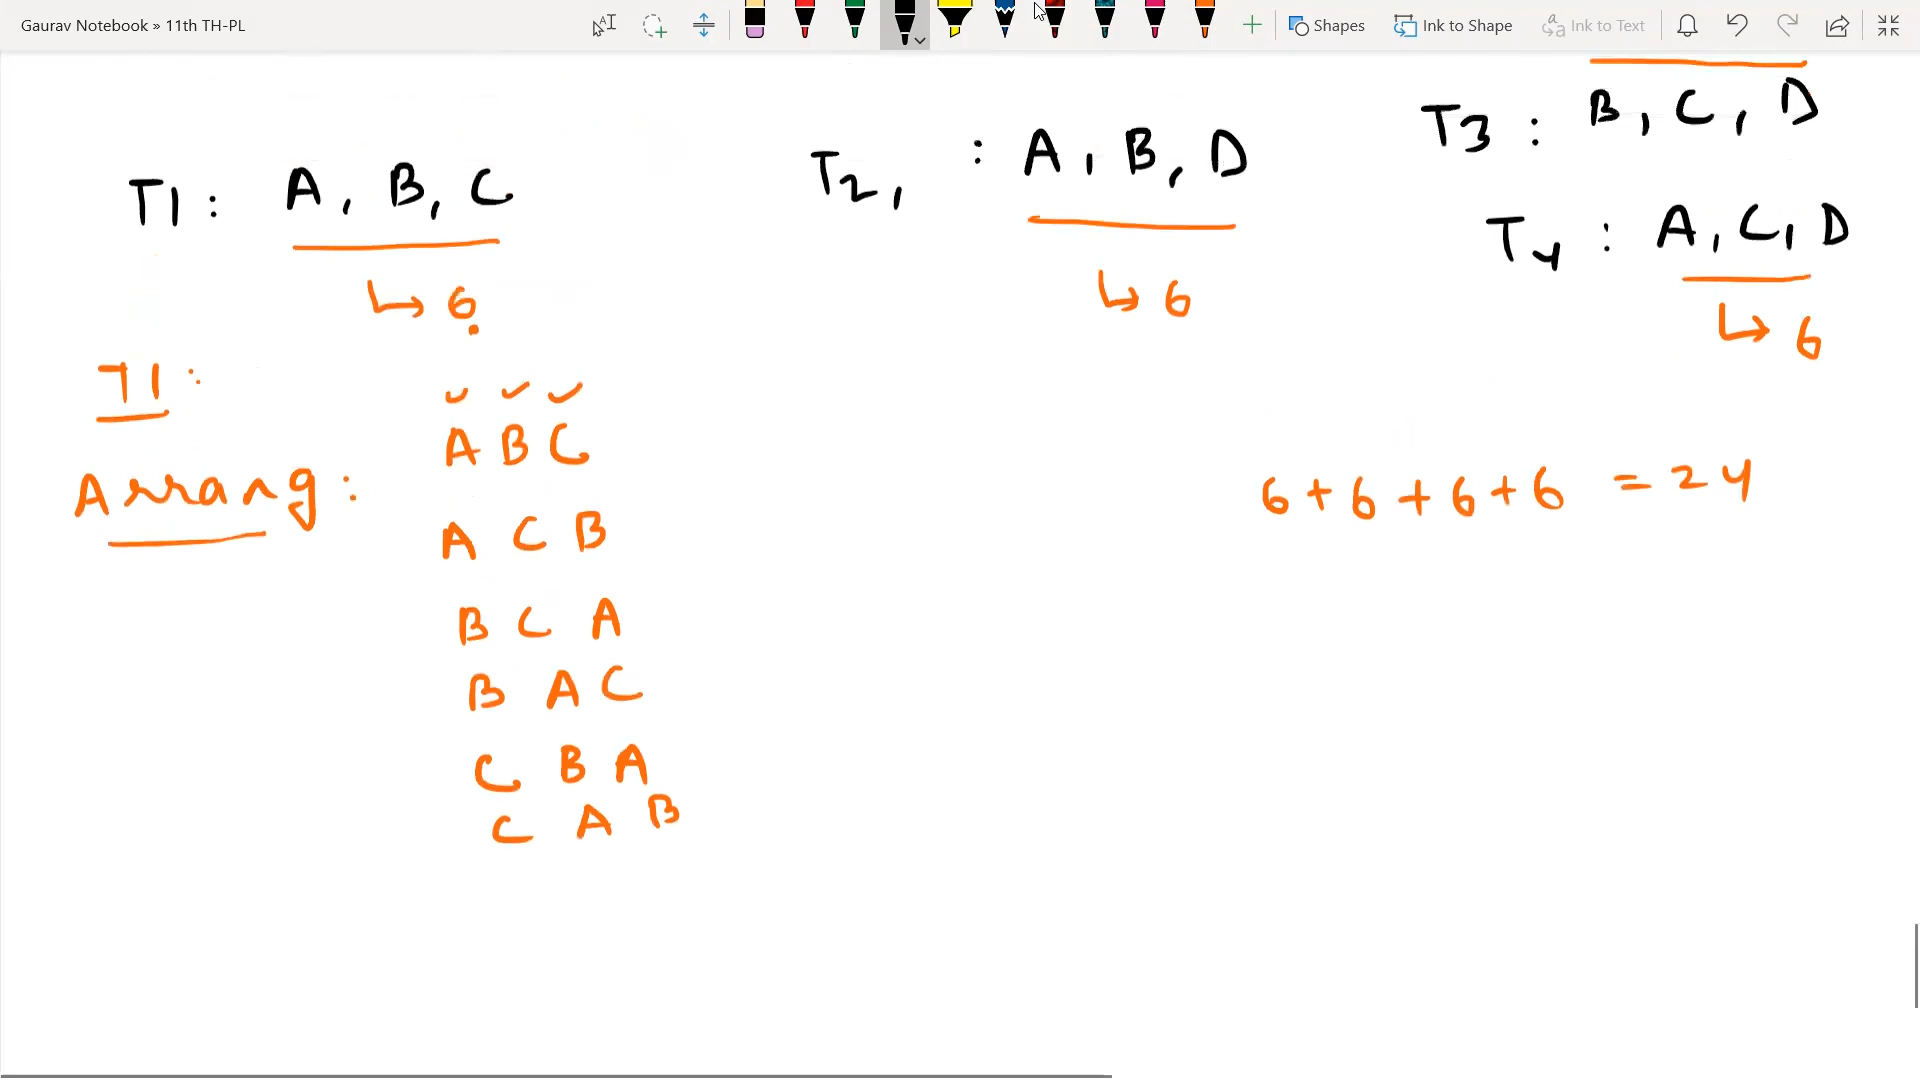 Gaurav Notebook » 11th TH-PL
Shapes
Ink to Shape
Ink to Text
T1: A, B, C
↳ 6
T2, : A, B, D
↳ 6
T3 : B, C, D
T4 : A, C, D
↳ 6
T1:
Arrang:
A B C
A C B
B C A
B A C
C B A
C A B
6 + 6 + 6 + 6 = 24